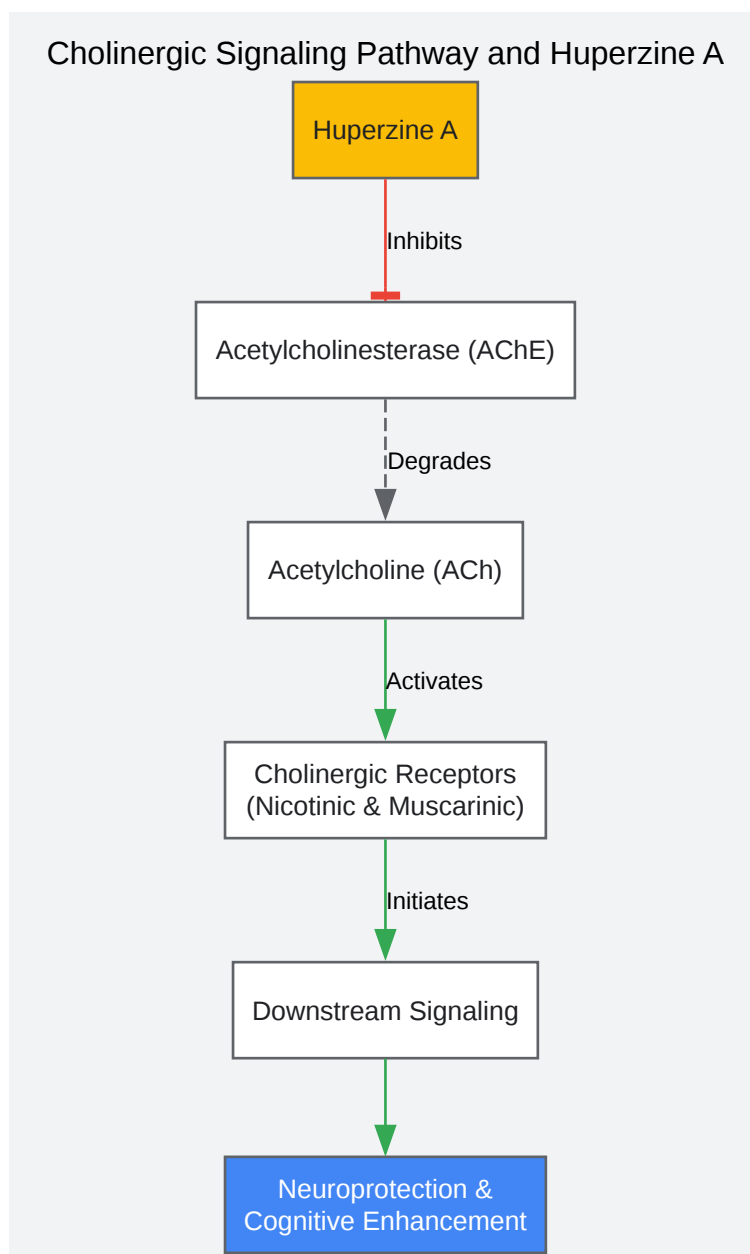 Cholinergic Signaling Pathway and Huperzine A
Huperzine A
Inhibits
Acetylcholinesterase (AChE)
Degrades
Acetylcholine (ACh)
Activates
Cholinergic Receptors
(Nicotinic & Muscarinic)
Initiates
Downstream Signaling
Neuroprotection &
Cognitive Enhancement